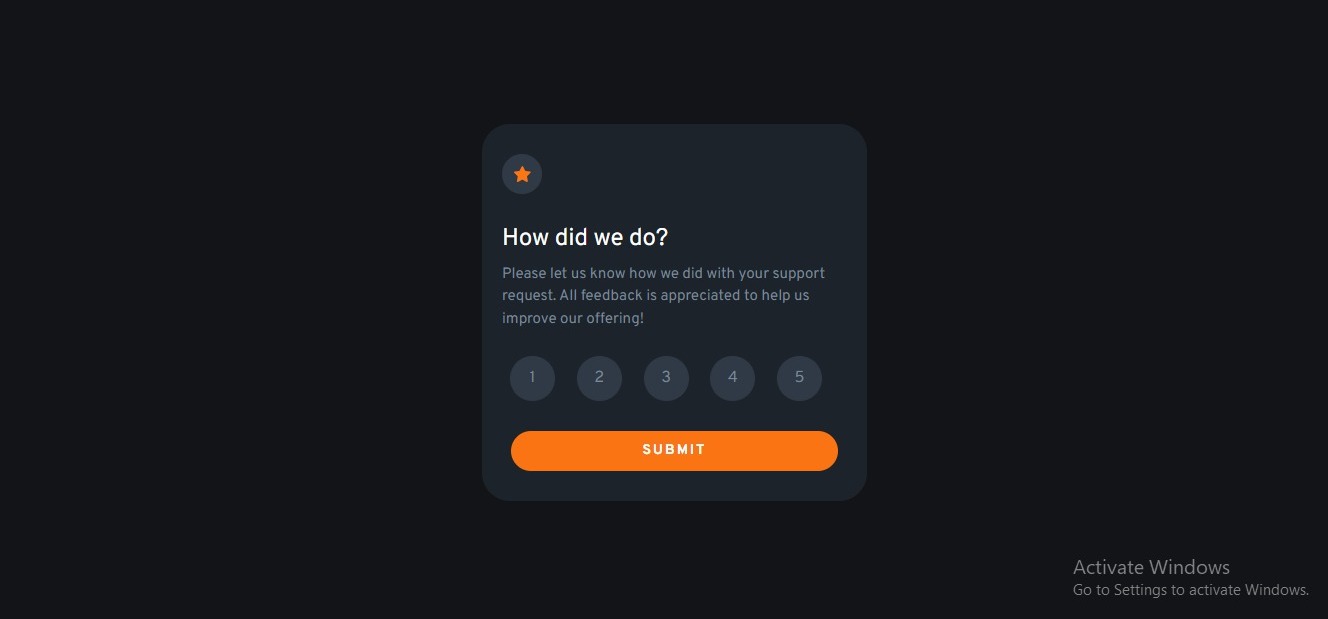 How did we do?
Please let us know how we did with your support
request. All feedback is appreciated to help us
improve our offering!
1 2 3 4 5
SUBMIT
Activate Windows
Go to Settings to activate Windows.